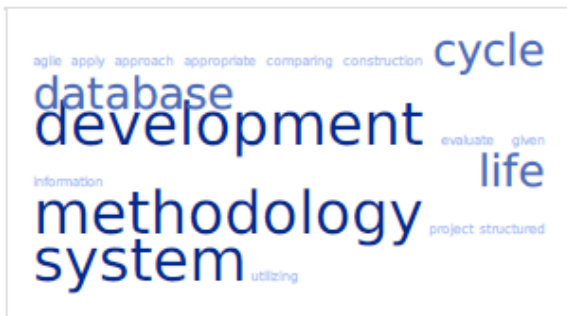 agile apply approach appropriate comparing construction cycle
database
development evaluate given
information life
methodology project structured
system utilizing